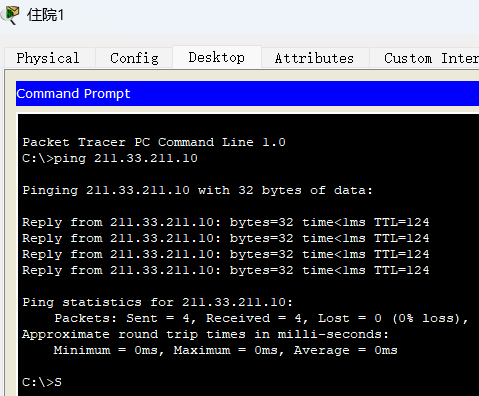 住院1
Physical Config Desktop Attributes Custom Inter
Command Prompt
Packet Tracer PC Command Line 1.0
C:\>ping 211.33.211.10
Pinging 211.33.211.10 with 32 bytes of data:
Reply from 211.33.211.10: bytes=32 time<1ms TTL=124
Reply from 211.33.211.10: bytes=32 time<1ms TTL=124
Reply from 211.33.211.10: bytes=32 time<1ms TTL=124
Reply from 211.33.211.10: bytes=32 time<1ms TTL=124
Ping statistics for 211.33.211.10:
Packets: Sent = 4, Received = 4, Lost = 0 (0% loss),
Approximate round trip times in milli-seconds:
Minimum = 0ms, Maximum = 0ms, Average = 0ms
C:\>S